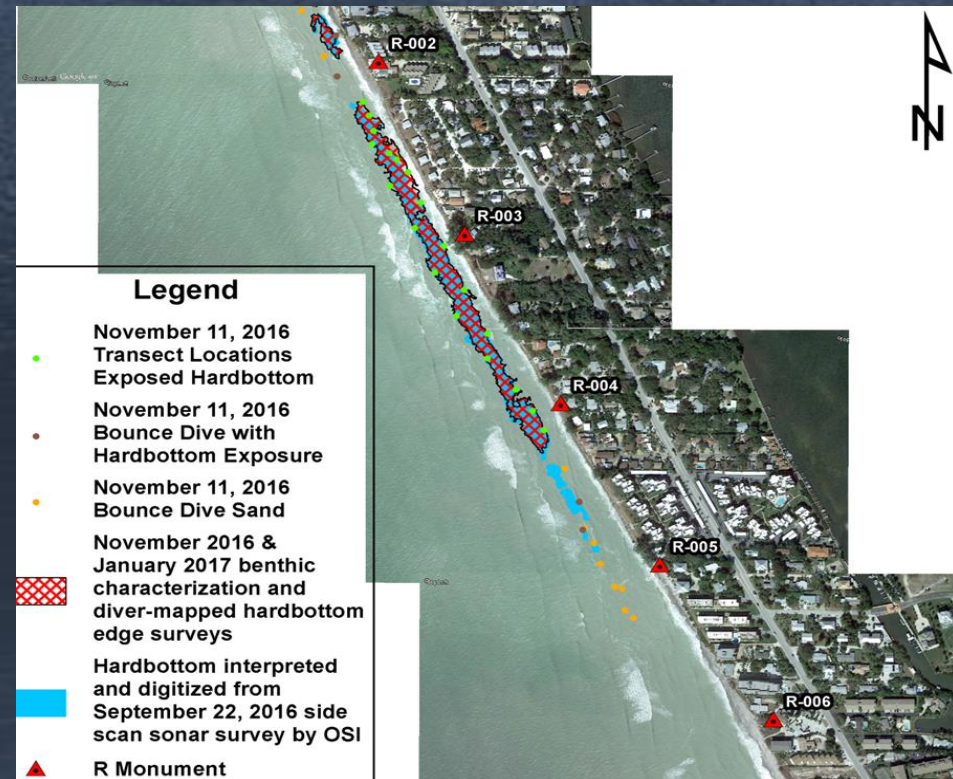 R-002
Google earth
N
R-003
Legend
November 11, 2016
Transect Locations
Exposed Hardbottom
R-004
November 11, 2016
Bounce Dive with
Hardbottom Exposure
November 11, 2016
Bounce Dive Sand
November 2016 &
January 2017 benthic
characterization and
diver-mapped hardbottom
edge surveys
R-005
Hardbottom interpreted
and digitized from
September 22, 2016 side
scan sonar survey by OSI
R-006
R Monument